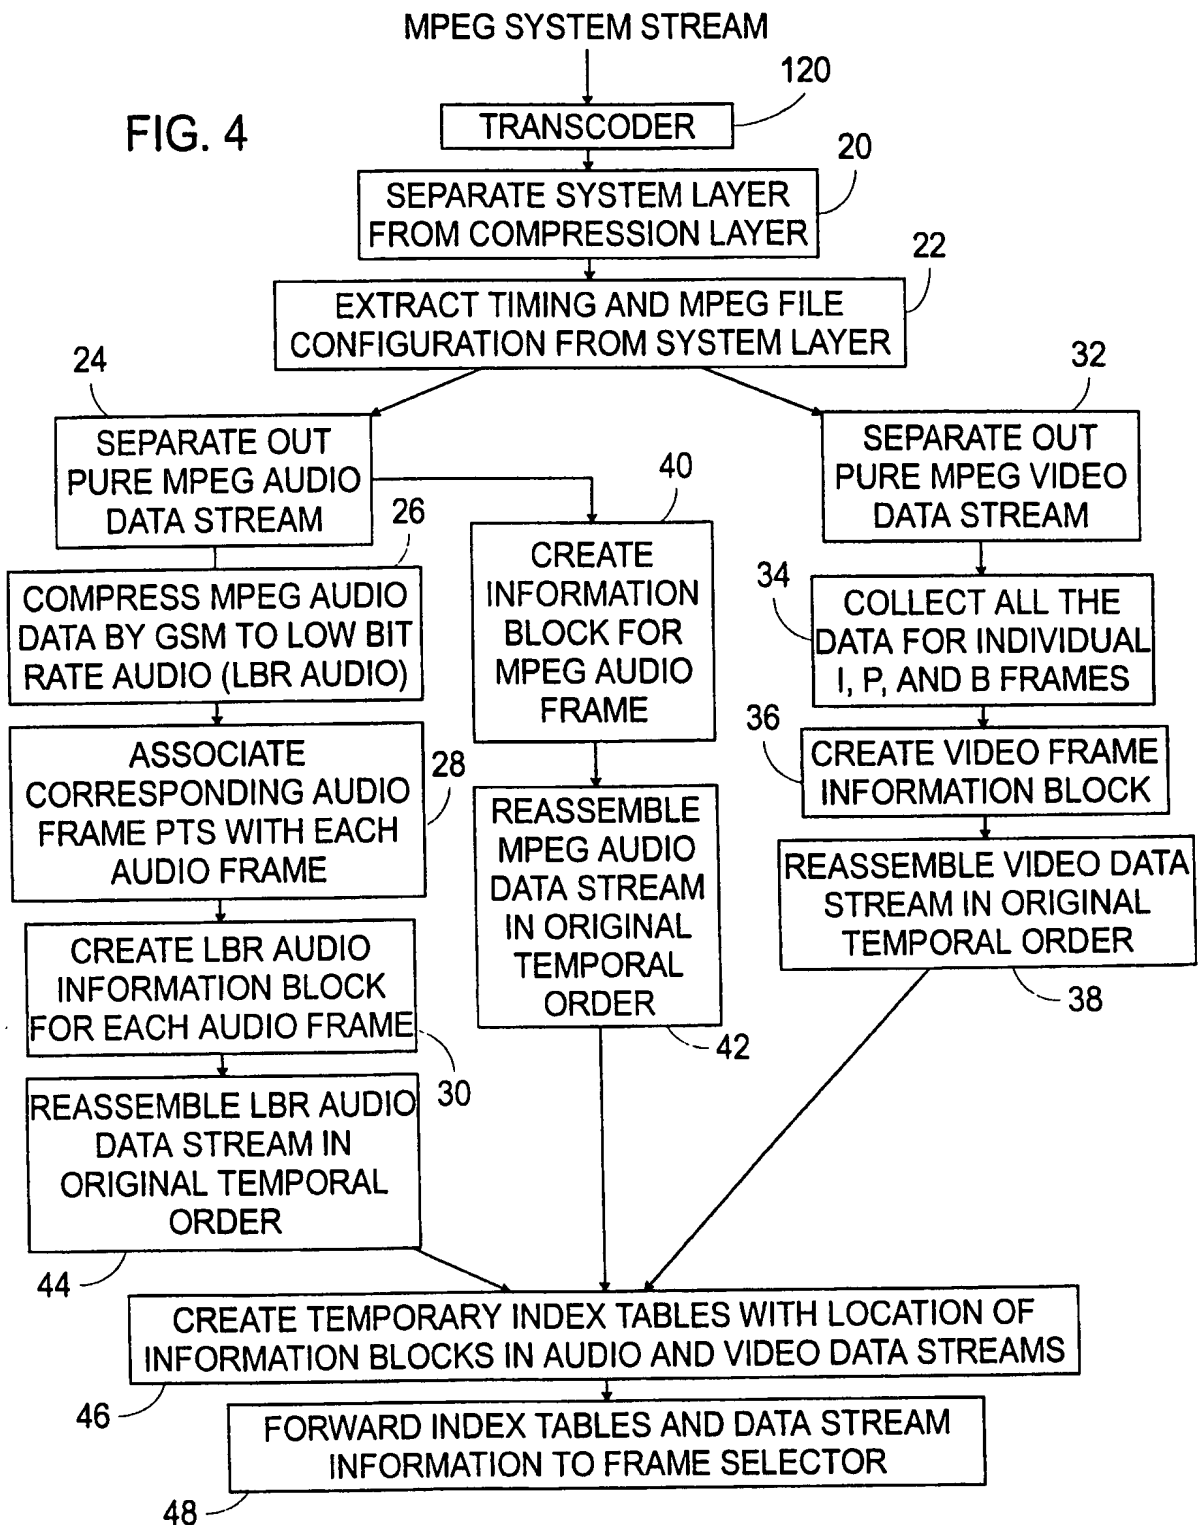 MPEG SYSTEM STREAM
120
FIG. 4
TRANSCODER
20
SEPARATE SYSTEM LAYER
FROM COMPRESSION LAYER
22
EXTRACT TIMING AND MPEG FILE
CONFIGURATION FROM SYSTEM LAYER
24
SEPARATE OUT
PURE MPEG AUDIO
DATA STREAM
26
COMPRESS MPEG AUDIO
DATA BY GSM TO LOW BIT
RATE AUDIO (LBR AUDIO)
ASSOCIATE
CORRESPONDING AUDIO
FRAME PTS WITH EACH
AUDIO FRAME
28
CREATE LBR AUDIO
INFORMATION BLOCK
FOR EACH AUDIO FRAME
30
REASSEMBLE LBR AUDIO
DATA STREAM IN
ORIGINAL TEMPORAL
ORDER
44
40
CREATE
INFORMATION
BLOCK FOR
MPEG AUDIO
FRAME
REASSEMBLE
MPEG AUDIO
DATA STREAM
IN ORIGINAL
TEMPORAL
ORDER
42
32
SEPARATE OUT
PURE MPEG VIDEO
DATA STREAM
34
COLLECT ALL THE
DATA FOR INDIVIDUAL
I, P, AND B FRAMES
36
CREATE VIDEO FRAME
INFORMATION BLOCK
REASSEMBLE VIDEO DATA
STREAM IN ORIGINAL
TEMPORAL ORDER
38
CREATE TEMPORARY INDEX TABLES WITH LOCATION OF
INFORMATION BLOCKS IN AUDIO AND VIDEO DATA STREAMS
46
FORWARD INDEX TABLES AND DATA STREAM
INFORMATION TO FRAME SELECTOR
48